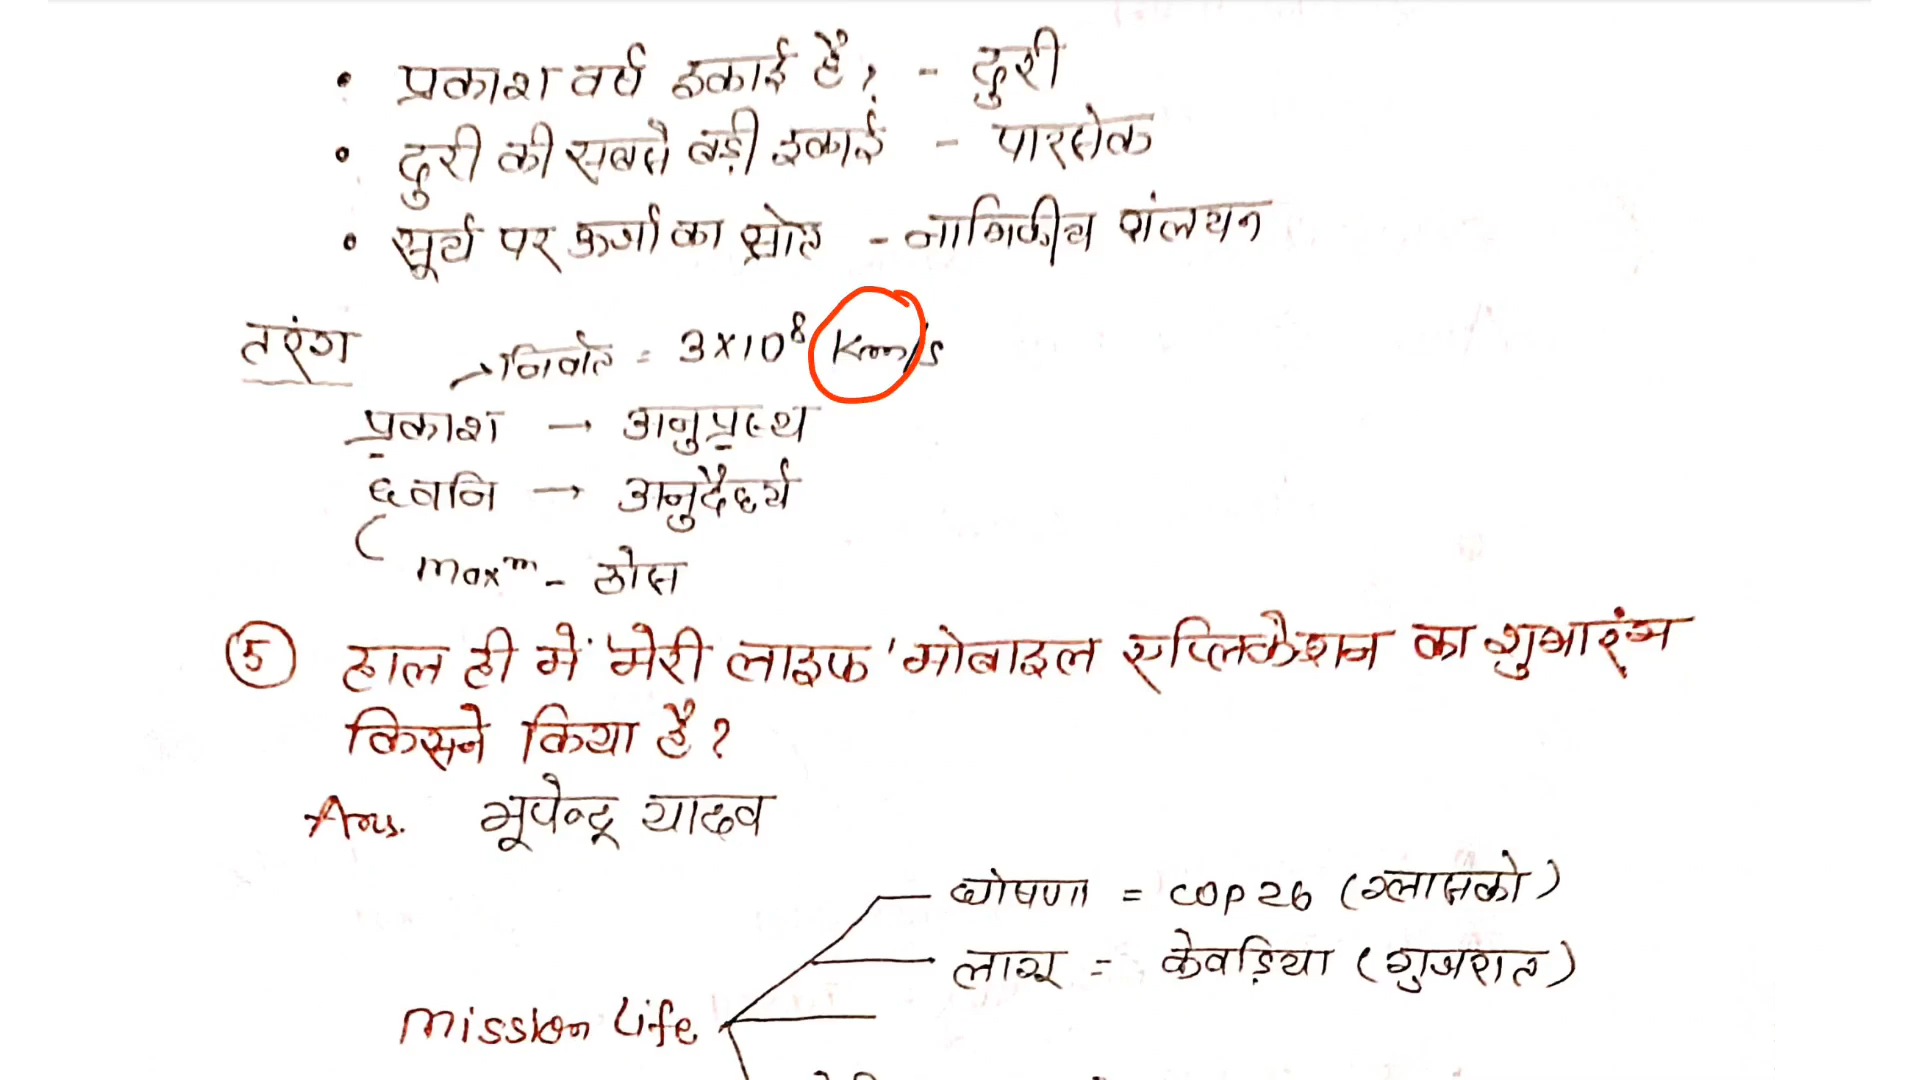 • प्रकाश वर्ष इकाई है? - दुरी
• दुरी की सबसे बड़ी इकाई - पारसेक
• सूर्य पर ऊर्जा का स्रोत - नाभिकीय संलयन
तरंग
→ निर्वात = 3×10⁸ Km/s
प्रकाश → अनुप्रस्थ
ध्वनि → अनुदैर्ध्य
maxᵐ - ठोस
⑤ हाल ही में 'मेरी लाइफ' मोबाइल एप्लिकेशन का शुभारंभ
किसने किया है?
Ans. भूपेन्द्र यादव
घोषणा = COP 26 (ग्लासको)
लागू = केवड़िया (गुजरात)
Mission Life